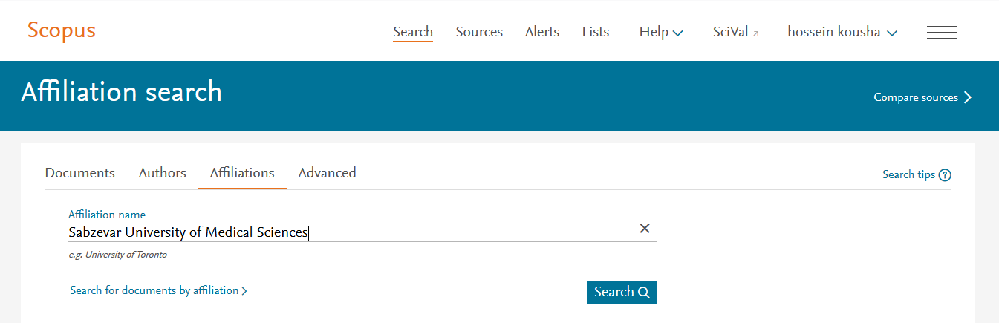 Scopus
Search Sources Alerts Lists Help SciVal hossein kousha
Affiliation search
Compare sources
Documents Authors Affiliations Advanced
Search tips
Affiliation name
Sabzevar University of Medical Sciences
e.g. University of Toronto
Search for documents by affiliation
Search